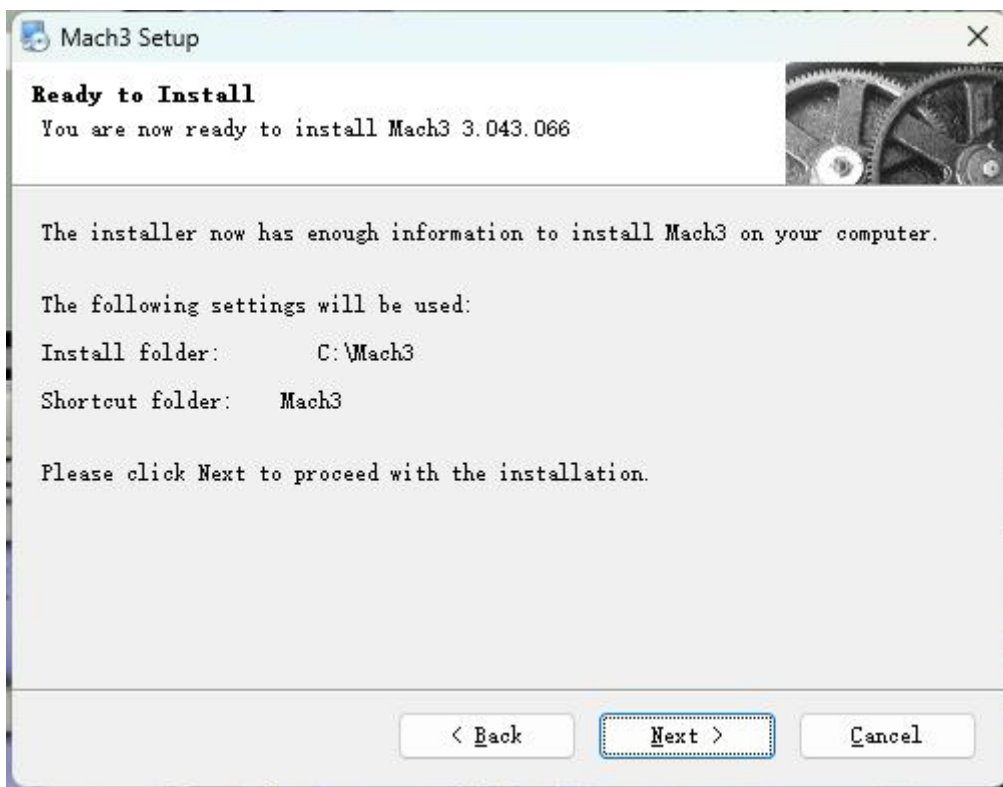 Mach3 Setup
Ready to Install
You are now ready to install Mach3 3.043.066
The installer now has enough information to install Mach3 on your computer.
The following settings will be used:
Install folder: C:\Mach3
Shortcut folder: Mach3
Please click Next to proceed with the installation.
< Back Next > Cancel